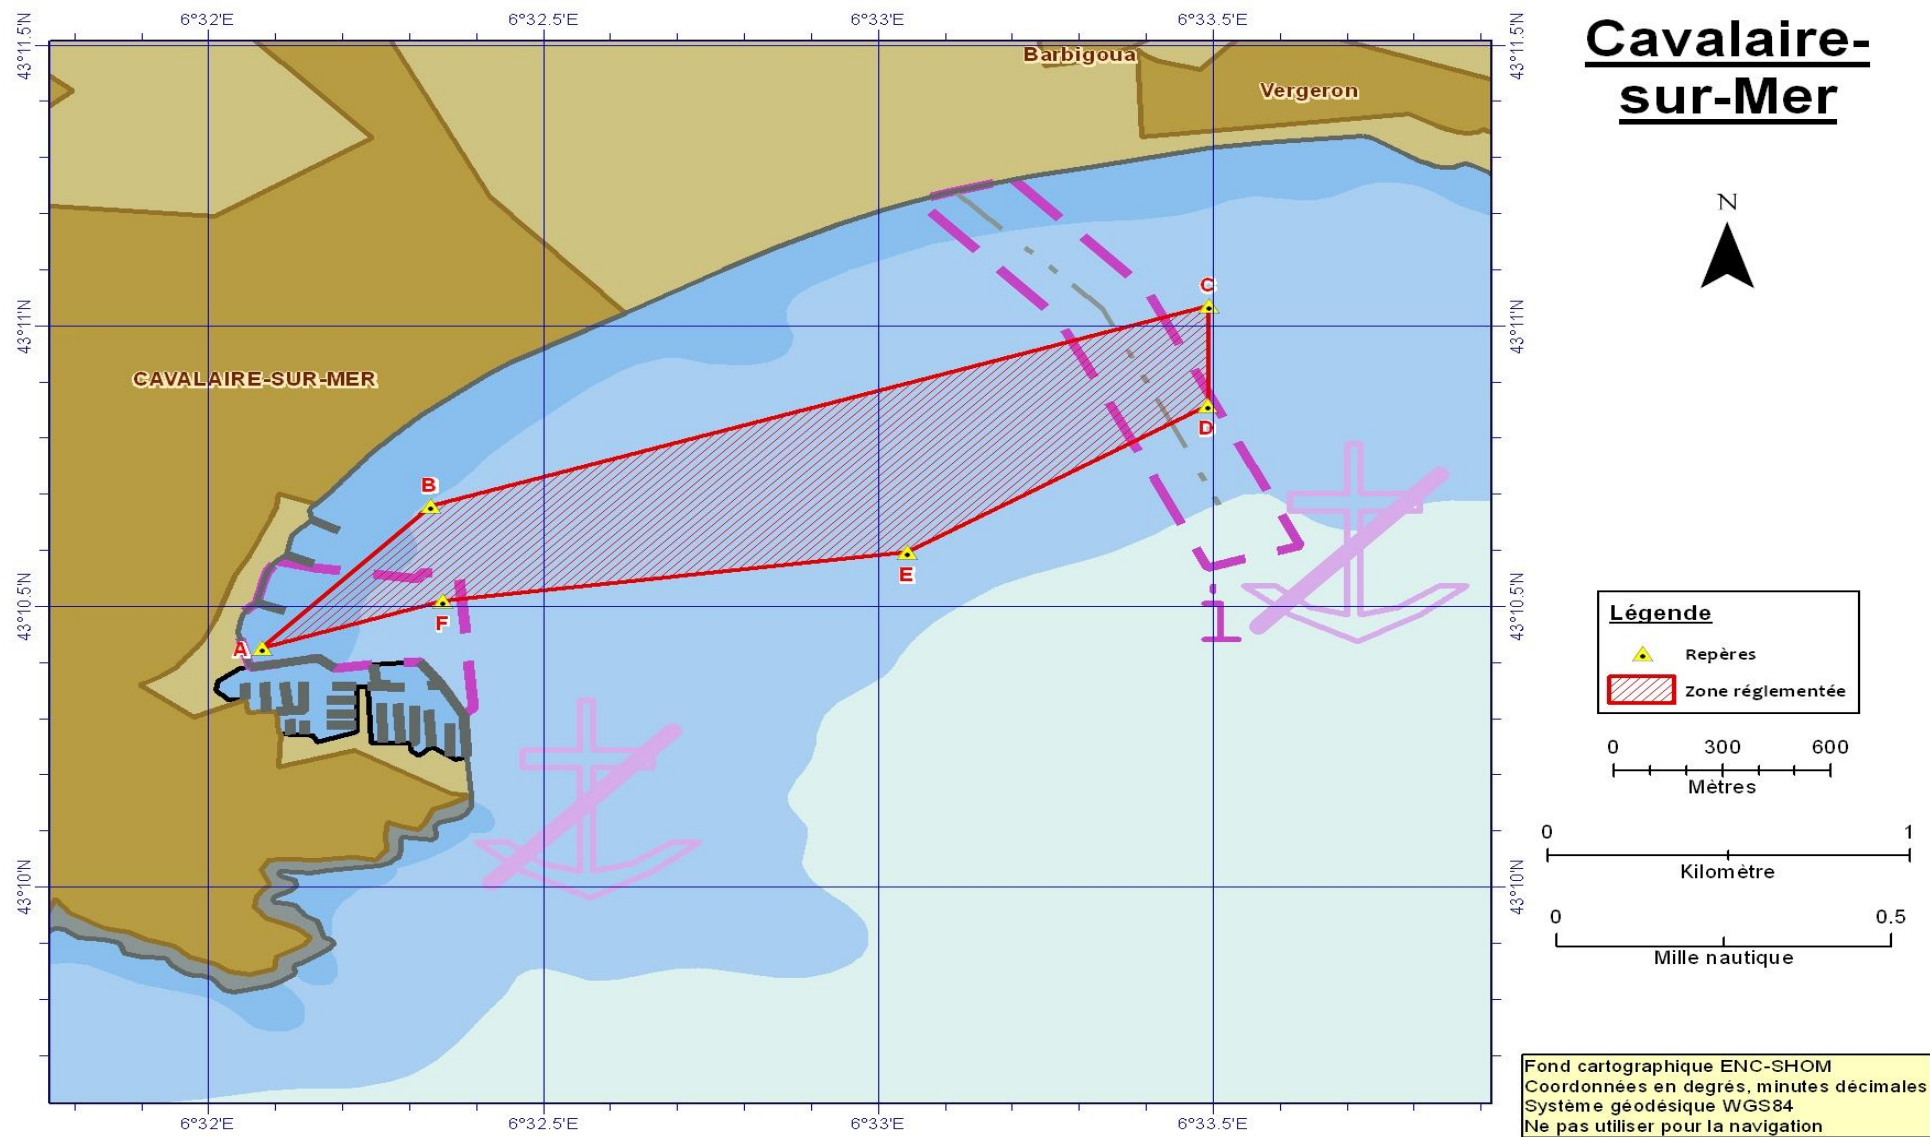 6°32'E
6°32.5'E
6°33'E
6°33.5'E
Cavalaire-
sur-Mer
43°11.5'N
43°11.5'N
Barbigoua
Vergeron
N
C
43°11'N
43°11'N
CAVALAIRE-SUR-MER
D
B
E
43°10.5'N
43°10.5'N
F
A
1
Légende
Repères
Zone réglementée
0 300 600
Mètres
0 1
Kilomètre
43°10'N
43°10'N
0 0.5
Mille nautique
Fond cartographique ENC-SHOM
Coordonnées en degrés, minutes décimales
Système géodésique WGS84
Ne pas utiliser pour la navigation
6°32'E
6°32.5'E
6°33'E
6°33.5'E